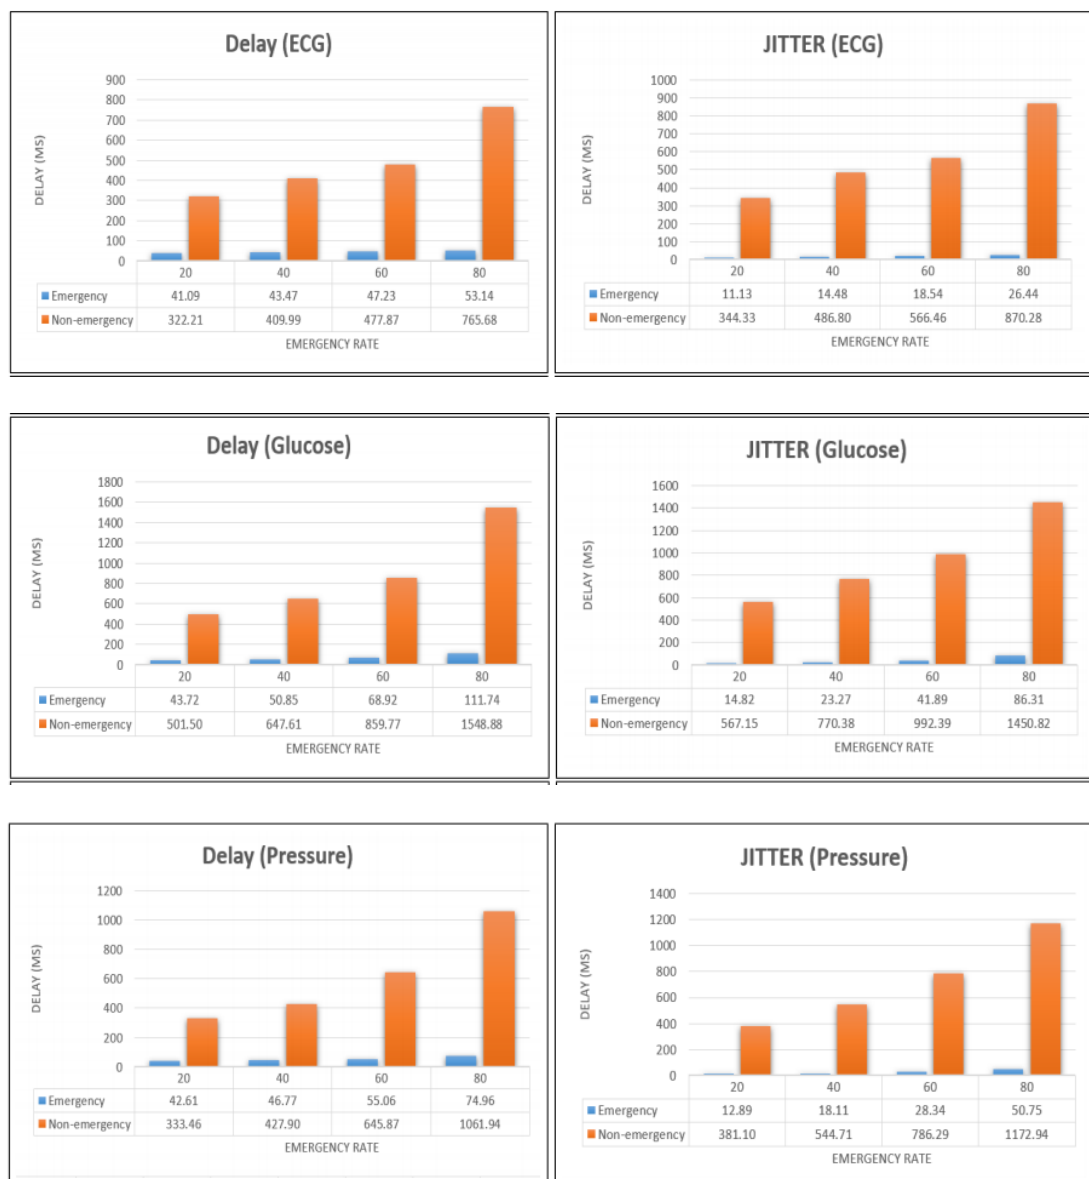 Delay (ECG)
DELAY (MS)
900
800
700
600
500
400
300
200
100
0
20 40 60 80
Emergency 41.09 43.47 47.23 53.14
Non-emergency 322.21 409.99 477.87 765.68
EMERGENCY RATE
JITTER (ECG)
DELAY (MS)
1000
900
800
700
600
500
400
300
200
100
0
20 40 60 80
Emergency 11.13 14.48 18.54 26.44
Non-emergency 344.33 486.80 566.46 870.28
EMERGENCY RATE
Delay (Glucose)
DELAY (MS)
1800
1600
1400
1200
1000
800
600
400
200
0
20 40 60 80
Emergency 43.72 50.85 68.92 111.74
Non-emergency 501.50 647.61 859.77 1548.88
EMERGENCY RATE
JITTER (Glucose)
DELAY (MS)
1600
1400
1200
1000
800
600
400
200
0
20 40 60 80
Emergency 14.82 23.27 41.89 86.31
Non-emergency 567.15 770.38 992.39 1450.82
EMERGENCY RATE
Delay (Pressure)
DELAY (MS)
1200
1000
800
600
400
200
0
20 40 60 80
Emergency 42.61 46.77 55.06 74.96
Non-emergency 333.46 427.90 645.87 1061.94
EMERGENCY RATE
JITTER (Pressure)
DELAY (MS)
1400
1200
1000
800
600
400
200
0
20 40 60 80
Emergency 12.89 18.11 28.34 50.75
Non-emergency 381.10 544.71 786.29 1172.94
EMERGENCY RATE